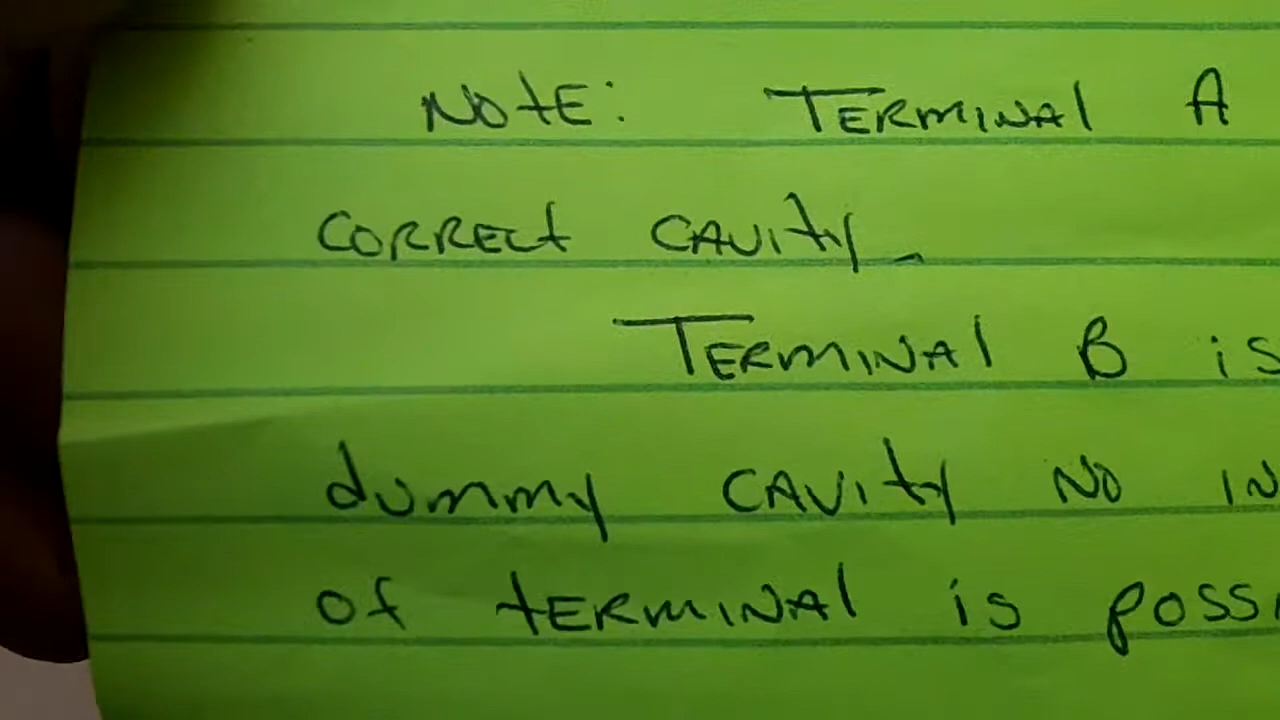 NOTE: TERMINAL A
CORRECT CAVITY.
TERMINAL B is
dummy CAVITY NO
of tERMINAL is